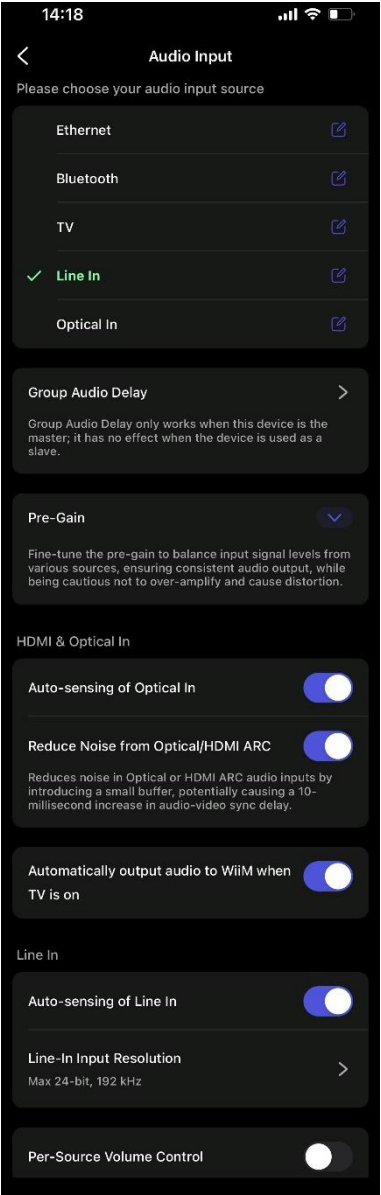 14:18
Audio Input
Please choose your audio input source
Ethernet
Bluetooth
TV
Line In
Optical In
Group Audio Delay
Group Audio Delay only works when this device is the
master; it has no effect when the device is used as a
slave.
Pre-Gain
Fine-tune the pre-gain to balance input signal levels from
various sources, ensuring consistent audio output, while
being cautious not to over-amplify and cause distortion.
HDMI & Optical In
Auto-sensing of Optical In
Reduce Noise from Optical/HDMI ARC
Reduces noise in Optical or HDMI ARC audio inputs by
introducing a small buffer, potentially causing a 10-
millisecond increase in audio-video sync delay.
Automatically output audio to WiiM when
TV is on
Line In
Auto-sensing of Line In
Line-In Input Resolution
Max 24-bit, 192 kHz
Per-Source Volume Control